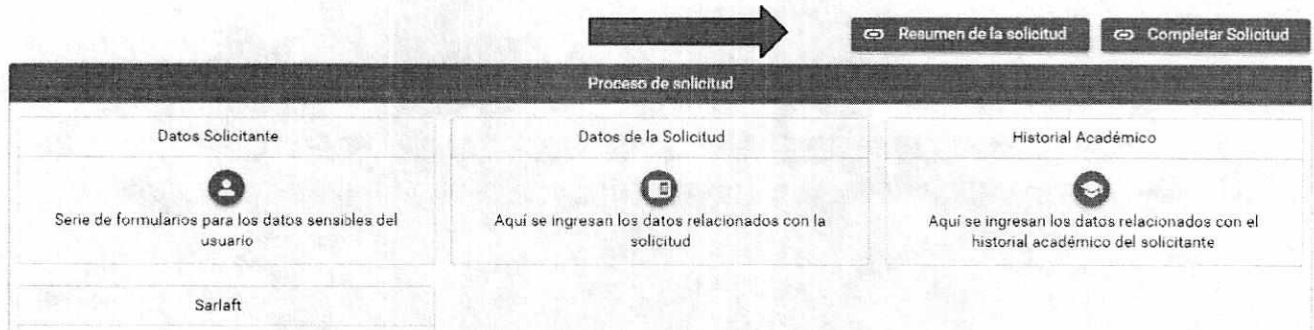 Resumen de la solicitud
Completar Solicitud
Proceso de solicitud
Datos Solicitante
Serie de formularios para los datos sensibles del
usuario
Datos de la Solicitud
Aquí se ingresan los datos relacionados con la
solicitud
Historial Académico
Aquí se ingresan los datos relacionados con el
historial académico del solicitante
Sarlaft